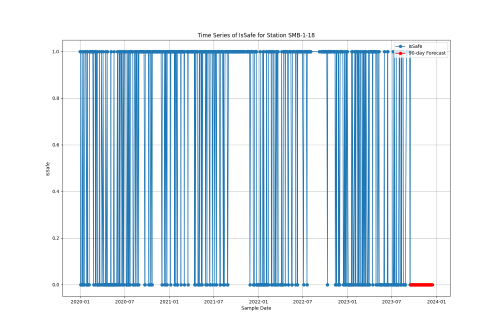 Time Series of IsSafe for Station SMB-1-18
IsSafe
90-day Forecast
1.0
0.8
0.6
0.4
0.2
0.0
IsSafe
2020-01 2020-07 2021-01 2021-07 2022-01 2022-07 2023-01 2023-07 2024-01
Sample Date